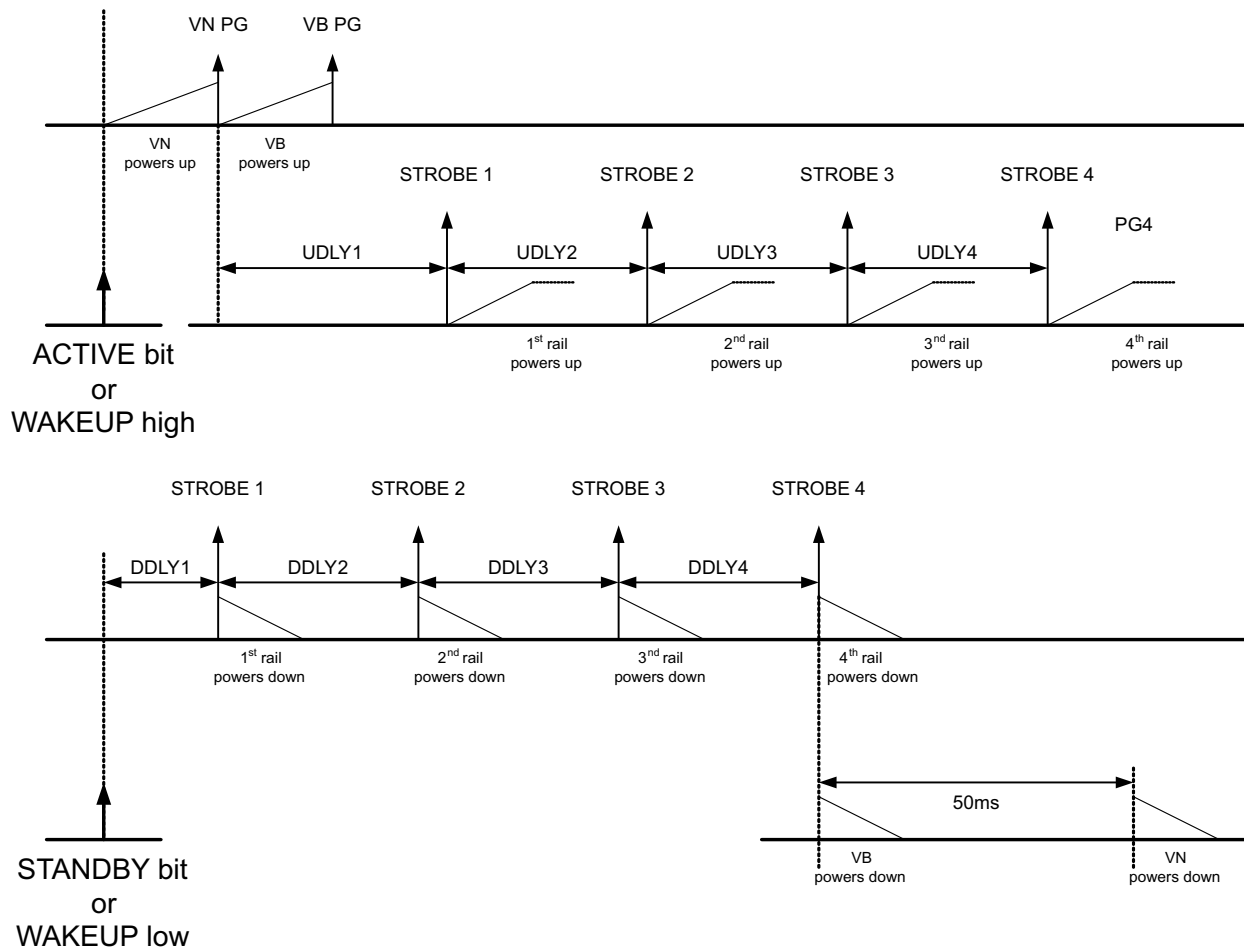 VN PG
VB PG
VN
powers up
VB
powers up
STROBE 1
STROBE 2
STROBE 3
STROBE 4
PG4
UDLY1
UDLY2
UDLY3
UDLY4
1st rail
powers up
2nd rail
powers up
3rd rail
powers up
4th rail
powers up
ACTIVE bit
or
WAKEUP high
STROBE 1
STROBE 2
STROBE 3
STROBE 4
DDLY1
DDLY2
DDLY3
DDLY4
1st rail
powers down
2nd rail
powers down
3nd rail
powers down
4th rail
powers down
50ms
VB
powers down
VN
powers down
STANDBY bit
or
WAKEUP low